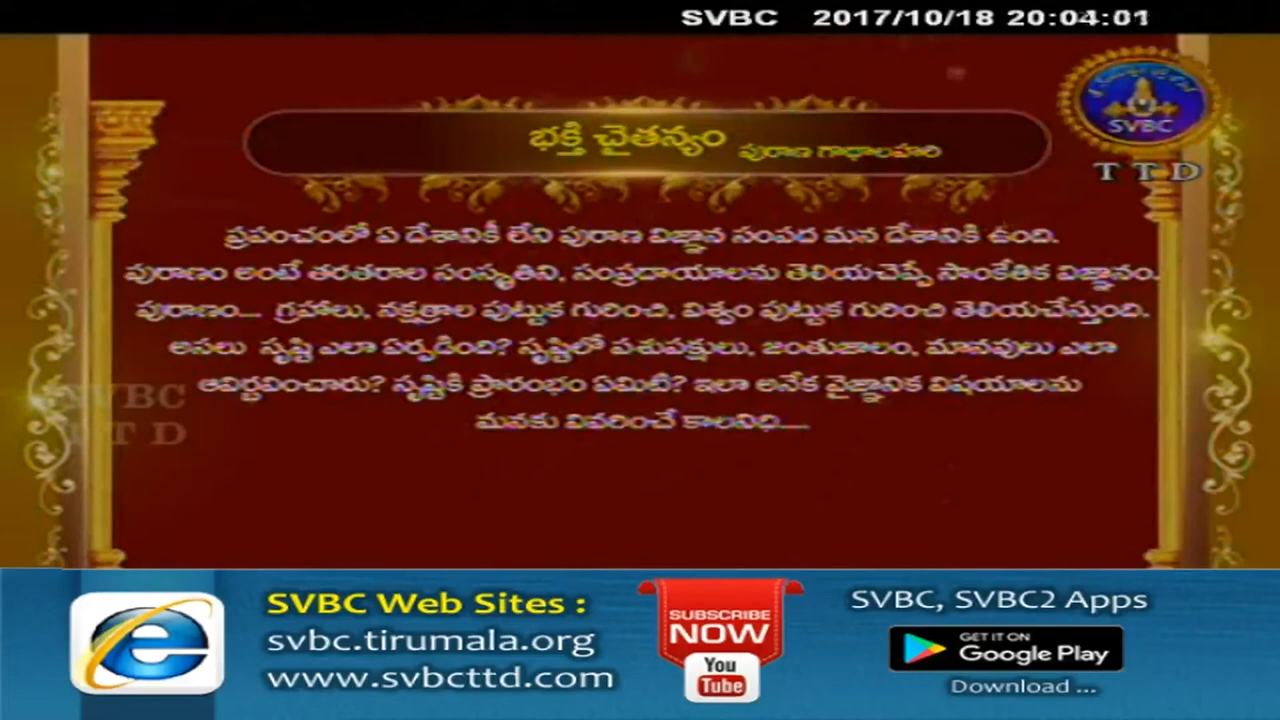 SVBC 2017/10/18 20:04:01
SVBC
T T D
భక్తి చైతన్యం పురాణ గాథాలహరి
ప్రపంచంలో ఏ దేశానికీ లేని పురాణ విజ్ఞాన సంపద మన దేశానికి ఉంది.
పురాణం అంటే తరతరాల సంస్కృతిని, సంప్రదాయాలను తెలియచెప్పే సాంకేతిక విజ్ఞానం.
పురాణం... గ్రహాలు, నక్షత్రాల పుట్టుక గురించి, విశ్వం పుట్టుక గురించి తెలియచేస్తుంది.
అసలు సృష్టి ఎలా ఏర్పడింది? సృష్టిలో పశుపక్షులు, జంతుజాలం, మానవులు ఎలా
ఆవిర్భవించారు? సృష్టికి ప్రారంభం ఏమిటి? ఇలా అనేక వైజ్ఞానిక విషయాలను
మనకు వివరించే కాలనిధి....
SVBC
T T D
SVBC Web Sites :
svbc.tirumala.org
www.svbcttd.com
SUBSCRIBE
NOW
You
Tube
SVBC, SVBC2 Apps
GET IT ON
Google Play
Download ...